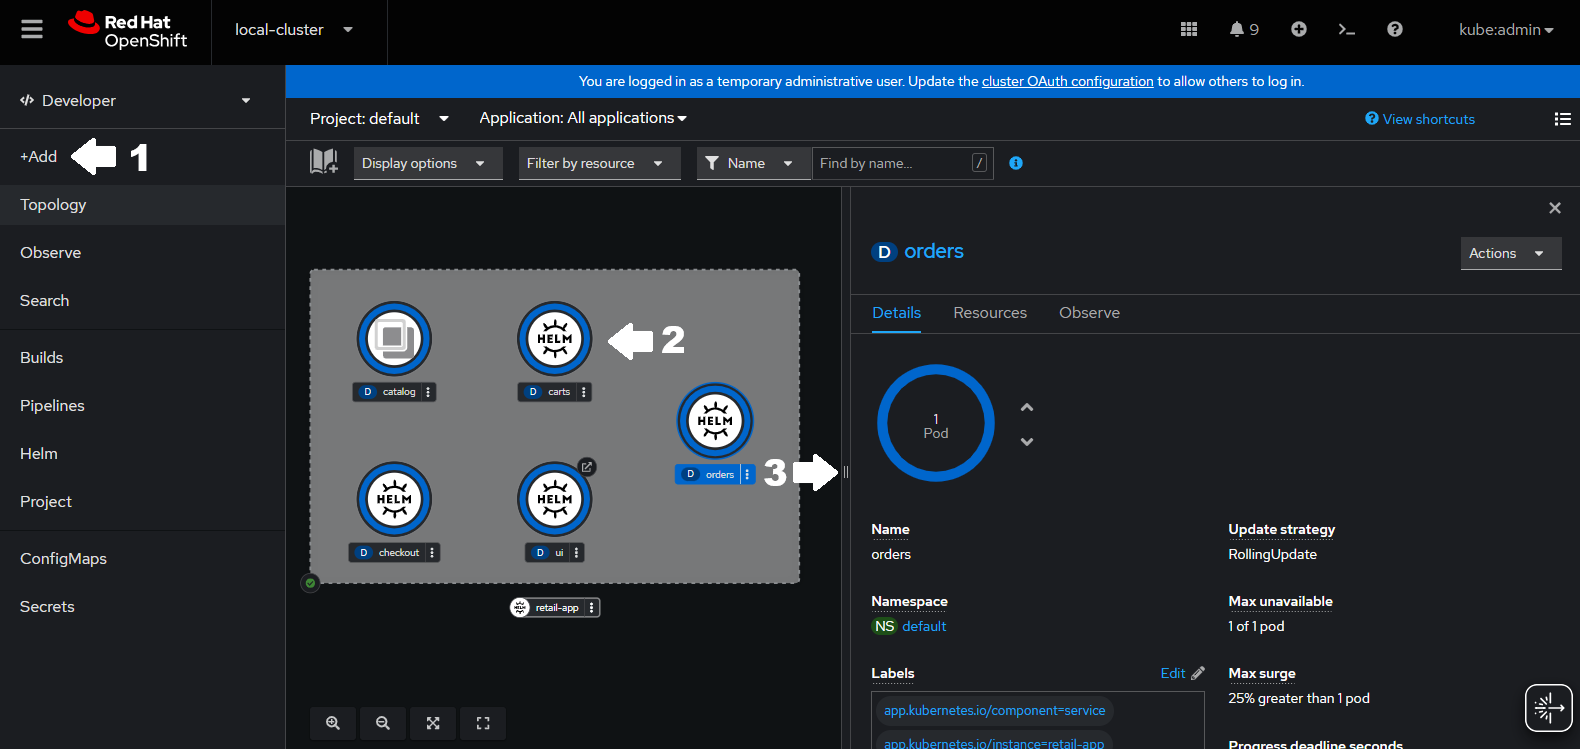 Red Hat
OpenShift
local-cluster
9
kube:admin
Developer
You are logged in as a temporary administrative user. Update the cluster OAuth configuration to allow others to log in.
Project: default
Application: All applications
View shortcuts
+Add
1
Display options
Filter by resource
Name
Find by name...
/
Topology
Observe
Search
Builds
Pipelines
Helm
Project
ConfigMaps
Secrets
HELM
2
D catalog
D carts
HELM
D orders
3
HELM
HELM
D checkout
D ui
HELM
retail-app
D orders
Actions
Details
Resources
Observe
1
Pod
Name
orders
Update strategy
RollingUpdate
Namespace
NS default
Max unavailable
1 of 1 pod
Labels
Edit
app.kubernetes.io/component=service
app.kubernetes.io/instance=retail-app
Max surge
25% greater than 1 pod
Progress deadline seconds